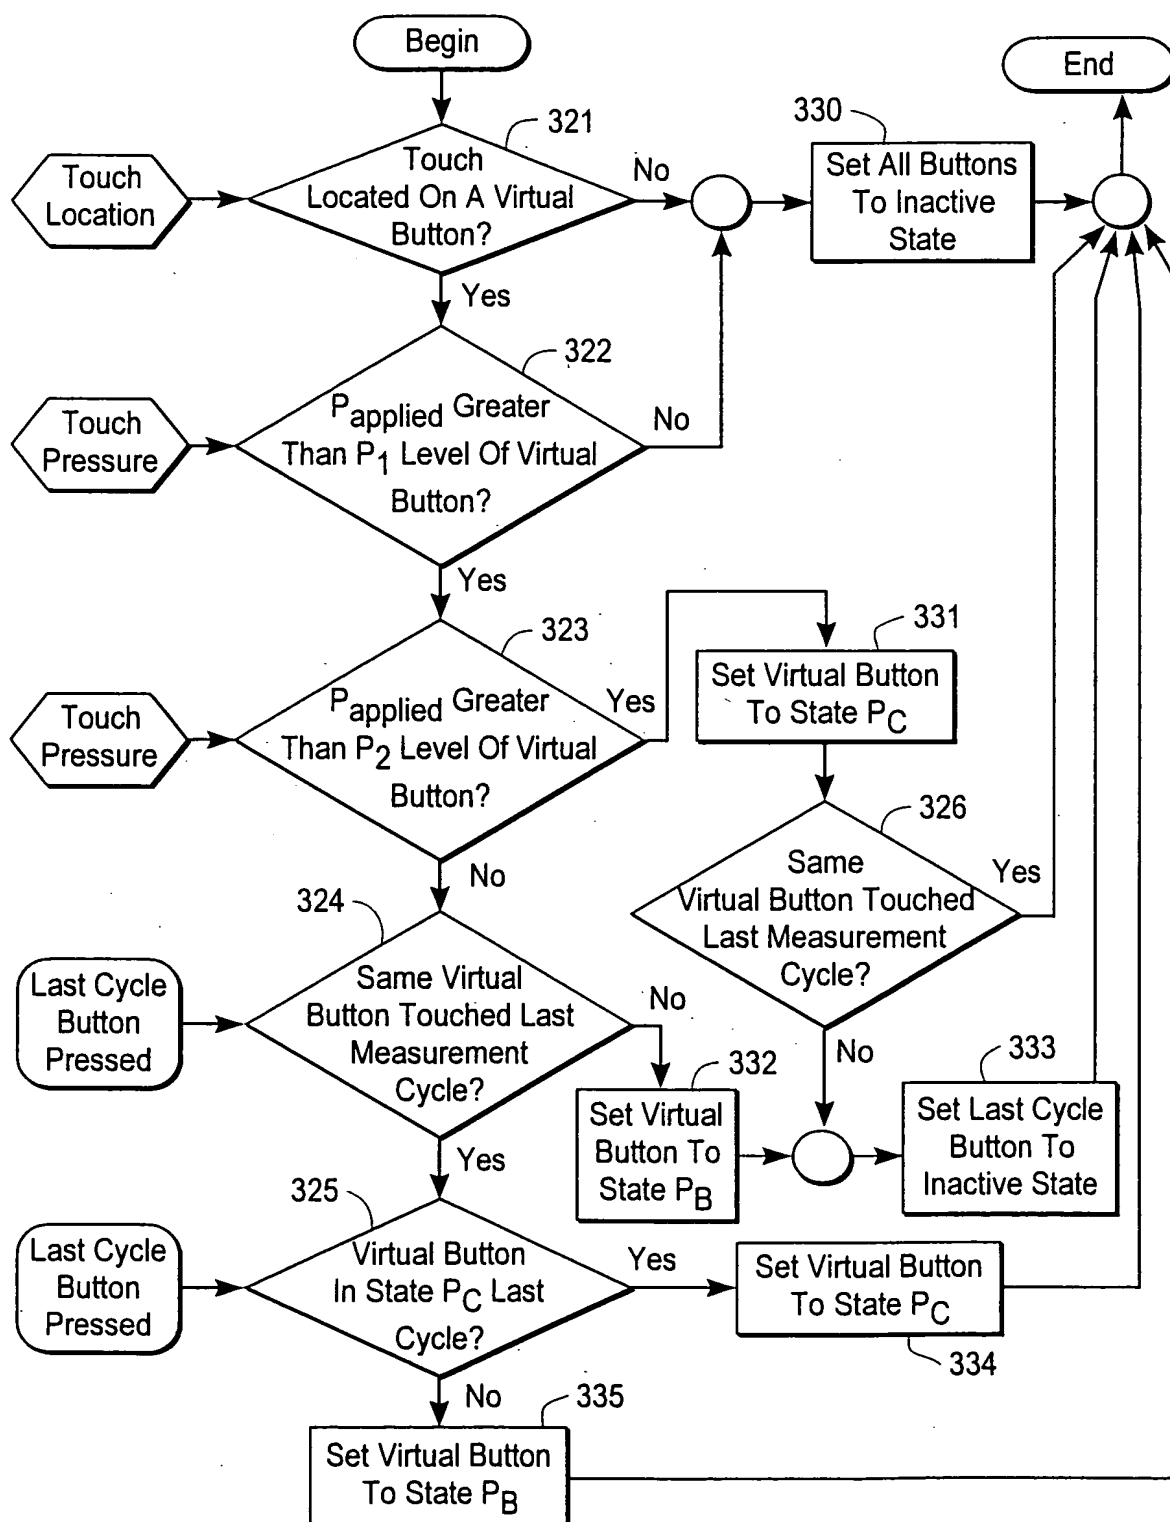 Begin
End
321
330
Touch
Location
Touch
Located On A Virtual
Button?
No
Set All Buttons
To Inactive
State
Yes
322
Touch
Pressure
Papplied Greater
Than P1 Level Of Virtual
Button?
No
Yes
323
331
Touch
Pressure
Papplied Greater
Than P2 Level Of Virtual
Button?
Yes
Set Virtual Button
To State PC
326
No
Same
Virtual Button Touched
Last Measurement
Cycle?
Yes
324
Last Cycle
Button
Pressed
Same Virtual
Button Touched Last
Measurement
Cycle?
No
332
No
333
Set Virtual
Button To
State PB
Set Last Cycle
Button To
Inactive State
Yes
325
Last Cycle
Button
Pressed
Virtual Button
In State PC Last
Cycle?
Yes
Set Virtual Button
To State PC
334
No
335
Set Virtual Button
To State PB